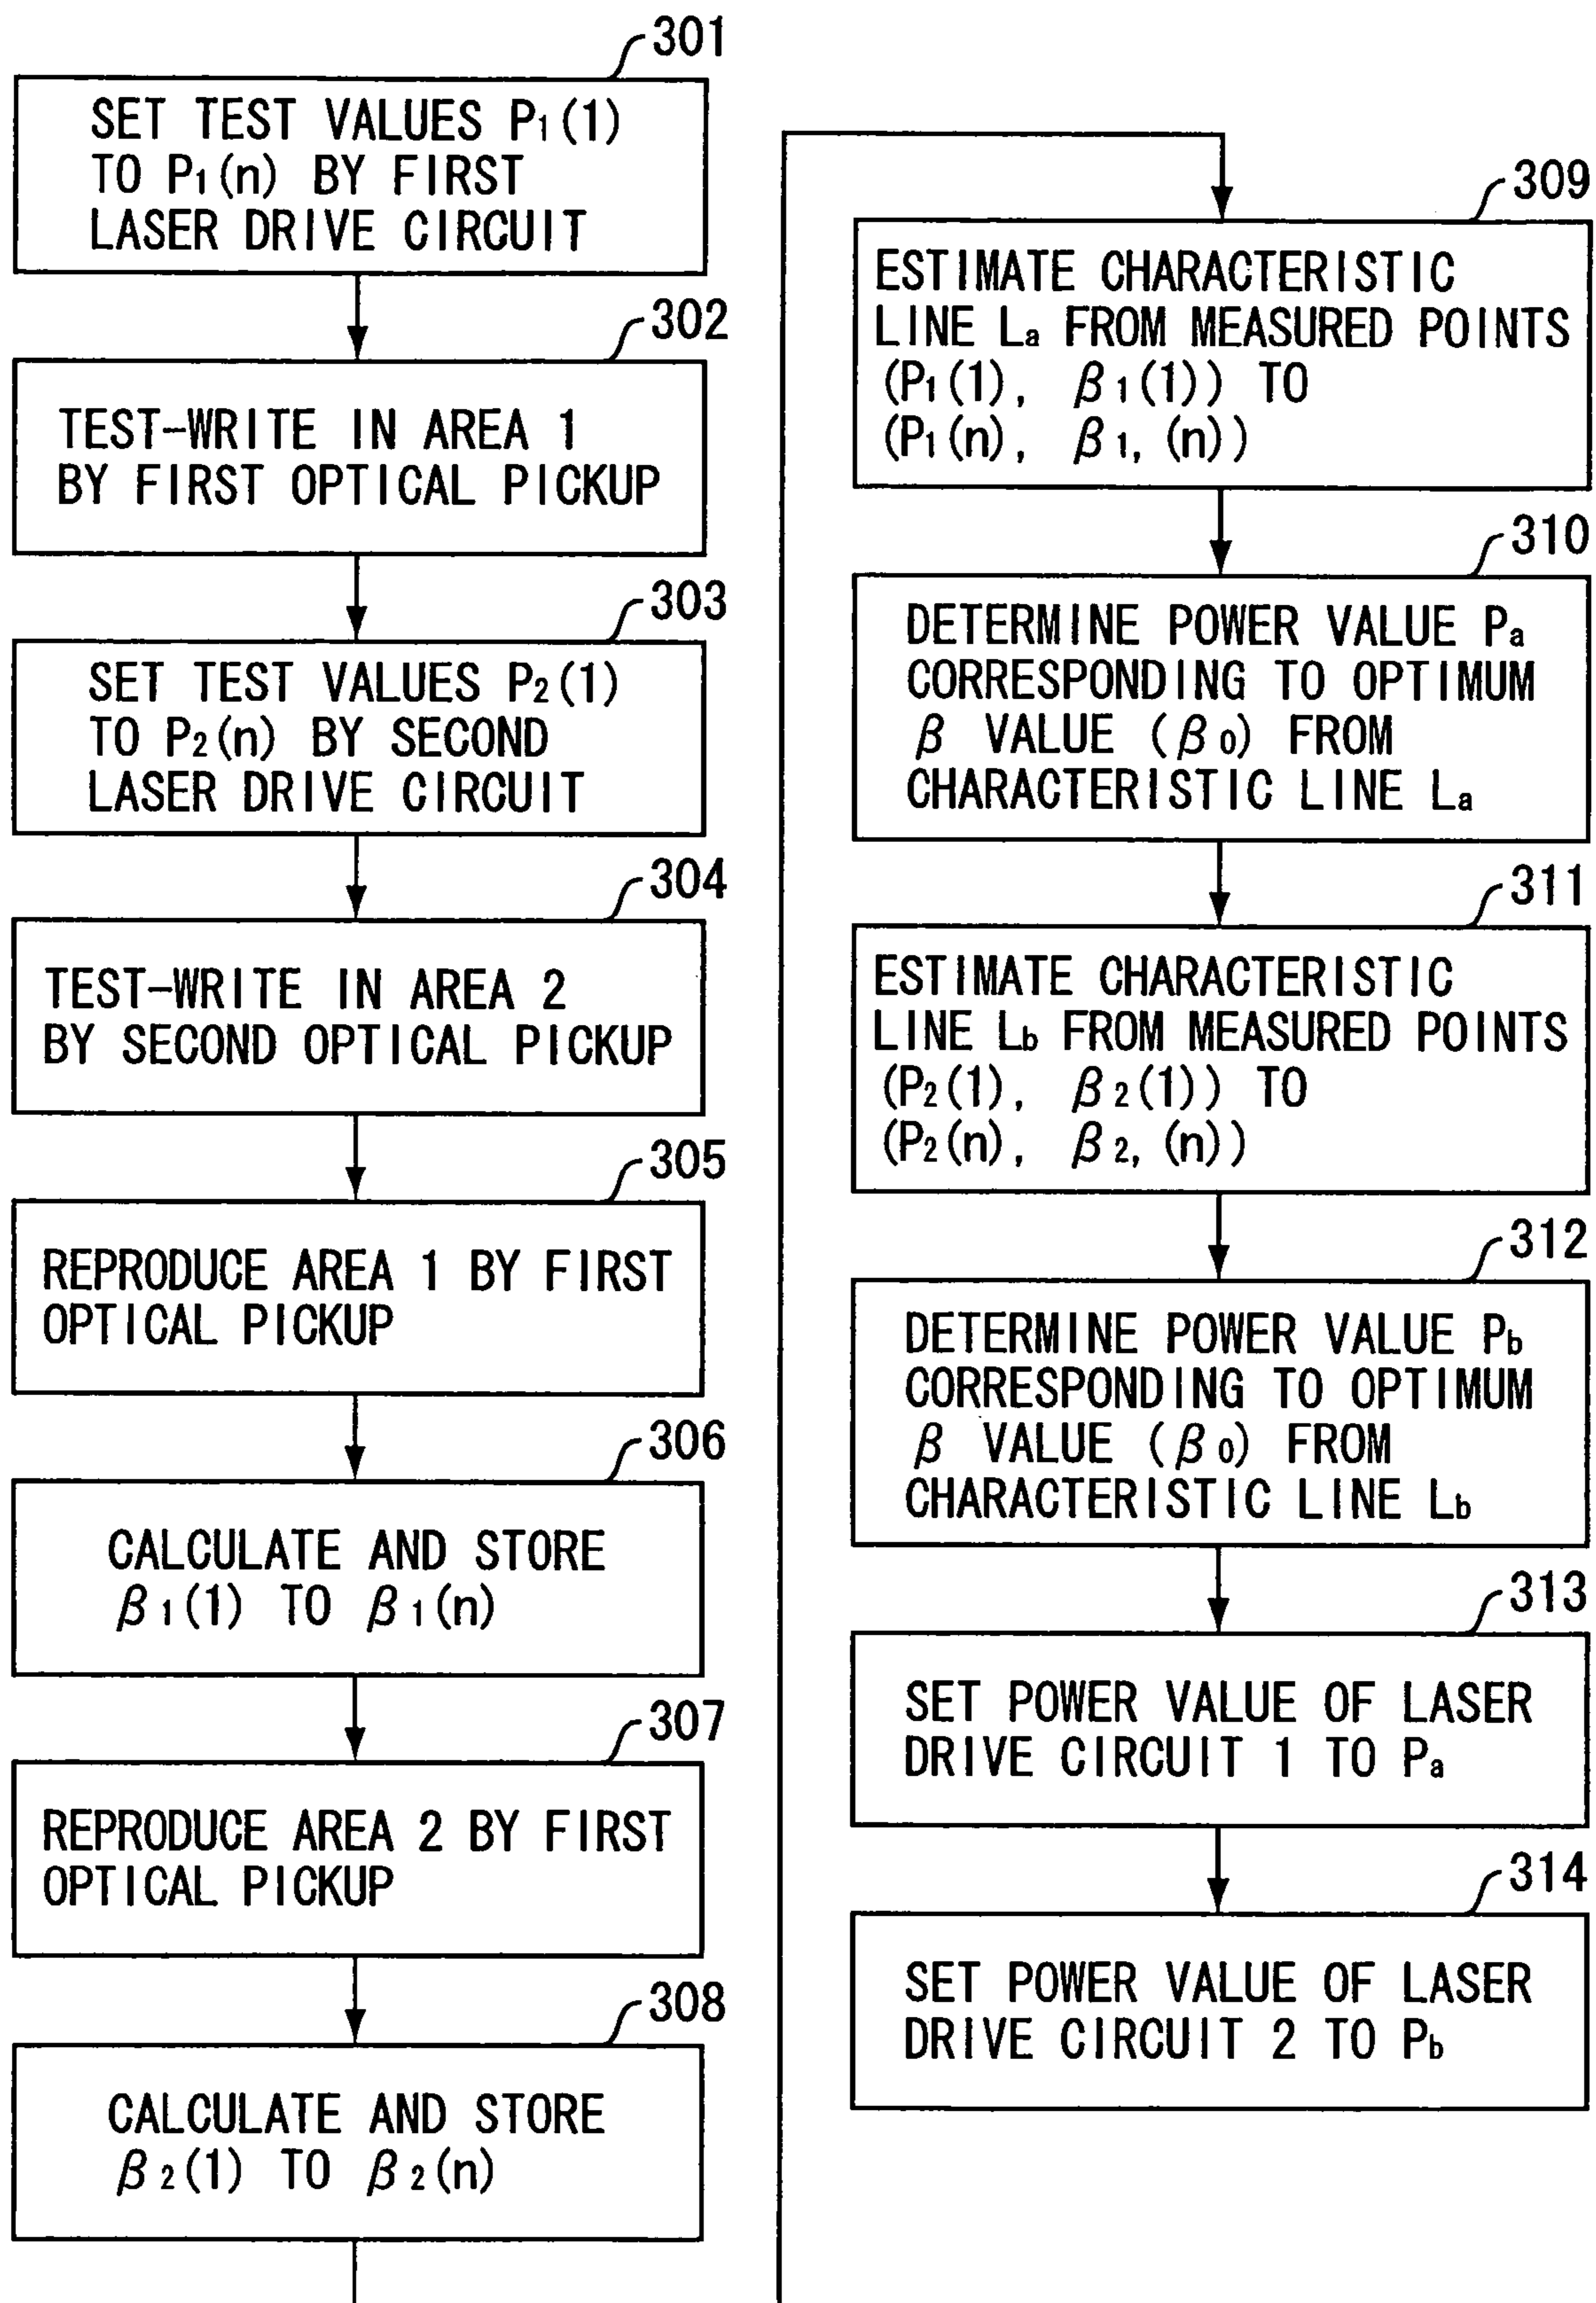 301
SET TEST VALUES P₁(1)
TO P₁(n) BY FIRST
LASER DRIVE CIRCUIT
302
TEST-WRITE IN AREA 1
BY FIRST OPTICAL PICKUP
303
SET TEST VALUES P₂(1)
TO P₂(n) BY SECOND
LASER DRIVE CIRCUIT
304
TEST-WRITE IN AREA 2
BY SECOND OPTICAL PICKUP
305
REPRODUCE AREA 1 BY FIRST
OPTICAL PICKUP
306
CALCULATE AND STORE
β₁(1) TO β₁(n)
307
REPRODUCE AREA 2 BY FIRST
OPTICAL PICKUP
308
CALCULATE AND STORE
β₂(1) TO β₂(n)
309
ESTIMATE CHARACTERISTIC
LINE Lₐ FROM MEASURED POINTS
(P₁(1), β₁(1)) TO
(P₁(n), β₁, (n))
310
DETERMINE POWER VALUE Pₐ
CORRESPONDING TO OPTIMUM
β VALUE (β₀) FROM
CHARACTERISTIC LINE Lₐ
311
ESTIMATE CHARACTERISTIC
LINE Lb FROM MEASURED POINTS
(P₂(1), β₂(1)) TO
(P₂(n), β₂, (n))
312
DETERMINE POWER VALUE Pb
CORRESPONDING TO OPTIMUM
β VALUE (β₀) FROM
CHARACTERISTIC LINE Lb
313
SET POWER VALUE OF LASER
DRIVE CIRCUIT 1 TO Pₐ
314
SET POWER VALUE OF LASER
DRIVE CIRCUIT 2 TO Pb